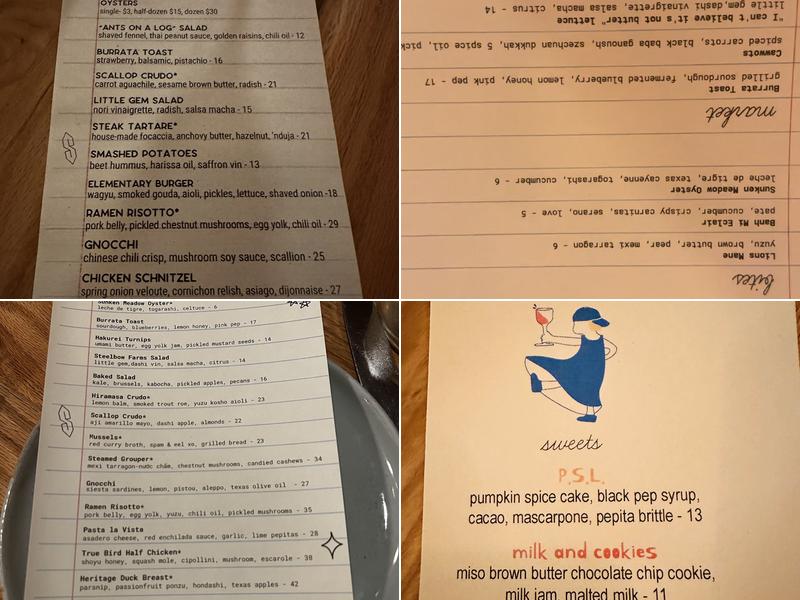 OYSTERS
single- $3, half-dozen $15, dozen $30
"ANTS ON A LOG" SALAD
shaved fennel, thai peanut sauce, golden raisins, chili oil - 12
BURRATA TOAST
strawberry, balsamic, pistachio - 16
SCALLOP CRUDO*
carrot aguachile, sesame brown butter, radish - 21
LITTLE GEM SALAD
nori vinaigrette, radish, salsa macha - 15
STEAK TARTARE*
house-made focaccia, anchovy butter, hazelnut, 'nduja - 21
SMASHED POTATOES
beet hummus, harissa oil, saffron vin - 13
ELEMENTARY BURGER
wagyu, smoked gouda, aioli, pickles, lettuce, shaved onion -18
RAMEN RISOTTO*
pork belly, pickled chestnut mushrooms, egg yolk, chili oil - 29
GNOCCHI
chinese chili crisp, mushroom soy sauce, scallion - 25
CHICKEN SCHNITZEL
spring onion veloute, cornichon relish, asiago, dijonnaise - 27
bites
Lions Mane
yuzu, brown butter, pear, mexi tarragon - 6
Banh Mi Eclair
pate, cucumber, crispy carnitas, serano, love - 5
Sunken Meadow Oyster
leche de tigre, texas cayenne, togarashi, cucumber - 6
market
Burrata Toast
grilled sourdough, fermented blueberry, lemon honey, pink pep - 17
Cawwots
spiced carrots, black baba ganoush, szechuan dukkah, 5 spice oil, pick
"I can't believe it's not butter" lettuce
little gem,dashi vinaigrette, salsa macha, citrus - 14
Sunken Meadow Oyster*
leche de tigre, togarashi, celtuce - 6
Burrata Toast
sourdough, blueberries, lemon honey, pink pep - 17
Hakurei Turnips
umami butter, egg yolk jam, pickled mustard seeds - 14
Steelbow Farms Salad
little gem,dashi vin, salsa macha, citrus - 14
Baked Salad
kale, brussels, kabocha, pickled apples, pecans - 16
Hiramasa Crudo*
lemon balm, smoked trout roe, yuzu kosho aioli - 23
Scallop Crudo*
aji amarillo mayo, dashi apple, almonds - 22
Mussels*
red curry broth, spam & eel xo, grilled bread - 23
Steamed Grouper*
mexi tarragon-nuoc chấm, chestnut mushrooms, candied cashews - 34
Gnocchi
siesta sardines, lemon, pistou, aleppo, texas olive oil - 27
Ramen Risotto*
pork belly, egg yolk, yuzu, chili oil, pickled mushrooms - 35
Pasta la Vista
asadero cheese, red enchilada sauce, garlic, lime pepitas - 28
True Bird Half Chicken*
shoyu honey, squash mole, cipollini, mushroom, escarole - 38
Heritage Duck Breast*
parsnip, passionfruit ponzu, hondashi, texas apples - 42
sweets
P.S.L.
pumpkin spice cake, black pep syrup,
cacao, mascarpone, pepita brittle - 13
milk and cookies
miso brown butter chocolate chip cookie,
milk jam, malted milk - 11